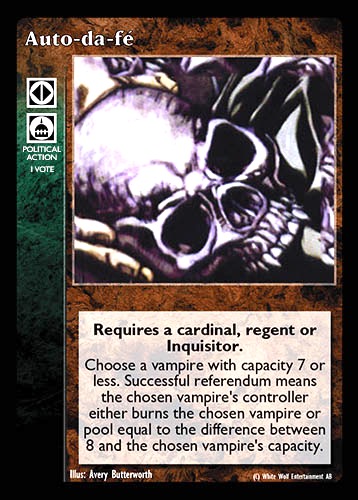 Auto-da-fé
POLITICAL
ACTION
1 VOTE
Requires a cardinal, regent or
Inquisitor.
Choose a vampire with capacity 7 or
less. Successful referendum means
the chosen vampire's controller
either burns the chosen vampire or
pool equal to the difference between
8 and the chosen vampire's capacity.
Illus: Avery Butterworth
(C) White Wolf Entertainment AB